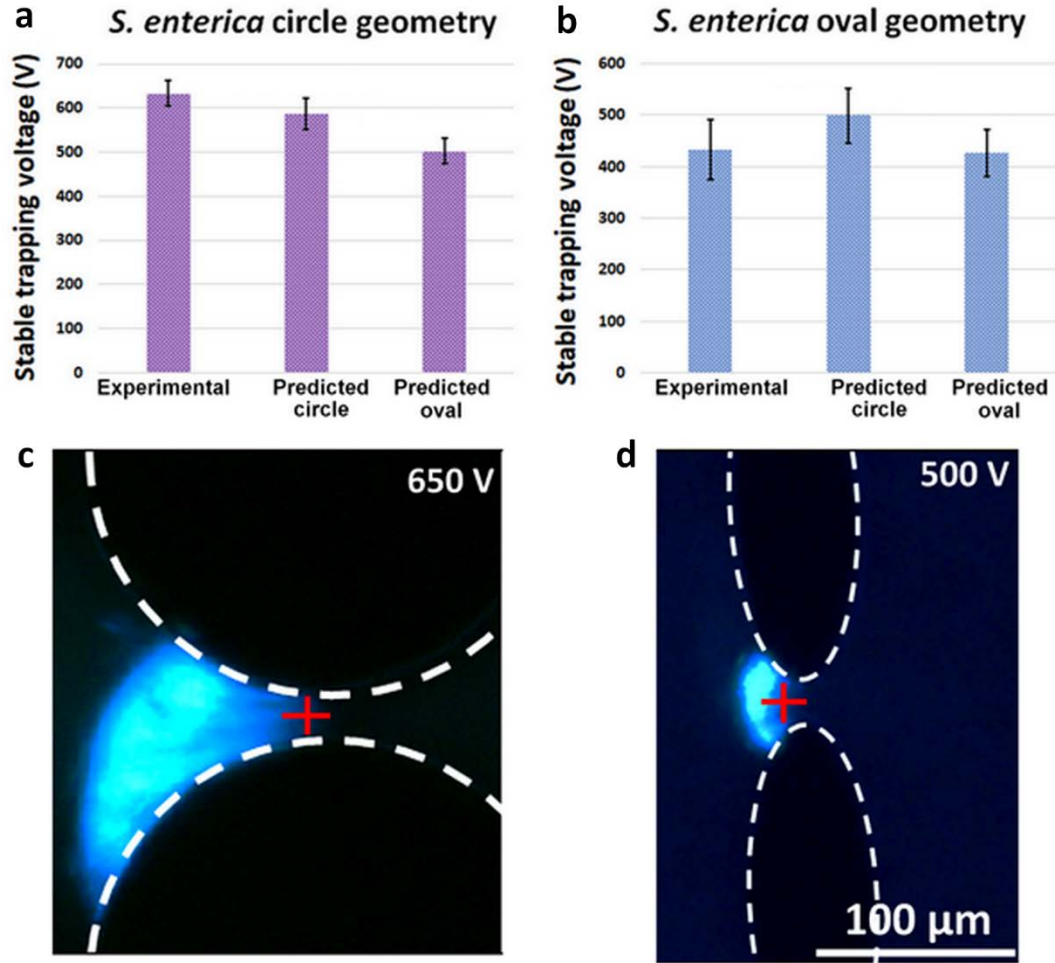 a
S. enterica circle geometry
Stable trapping voltage (V)
700
600
500
400
300
200
100
0
Experimental
Predicted
circle
Predicted
oval
b
S. enterica oval geometry
Stable trapping voltage (V)
600
500
400
300
200
100
0
Experimental
Predicted
circle
Predicted
oval
c
650 V
d
500 V
100 µm